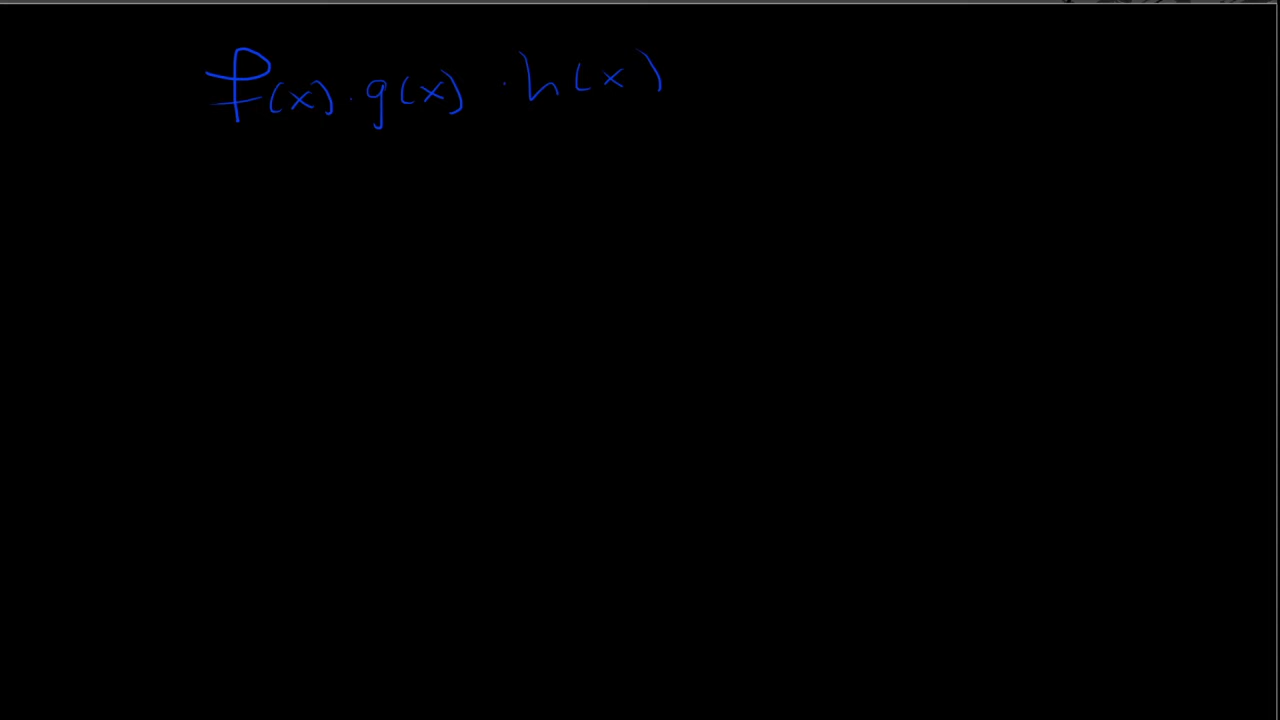 f(x) · g(x) · h(x)